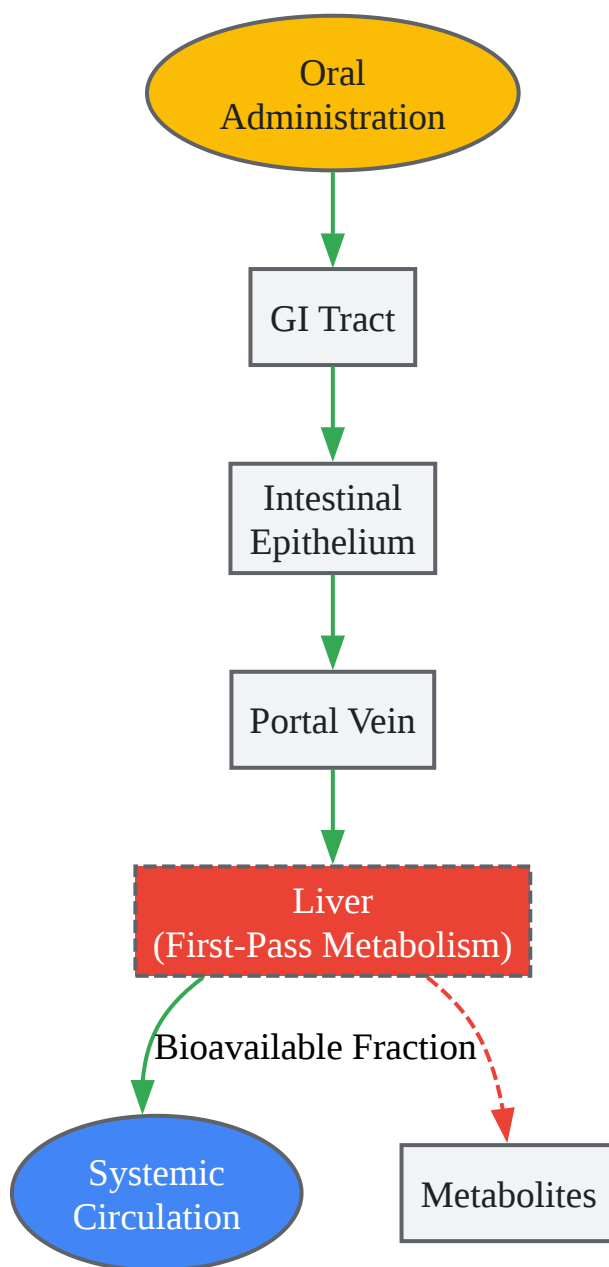 Oral
Administration
GI Tract
Intestinal
Epithelium
Portal Vein
Liver
(First-Pass Metabolism)
Bioavailable Fraction
Systemic
Circulation
Metabolites